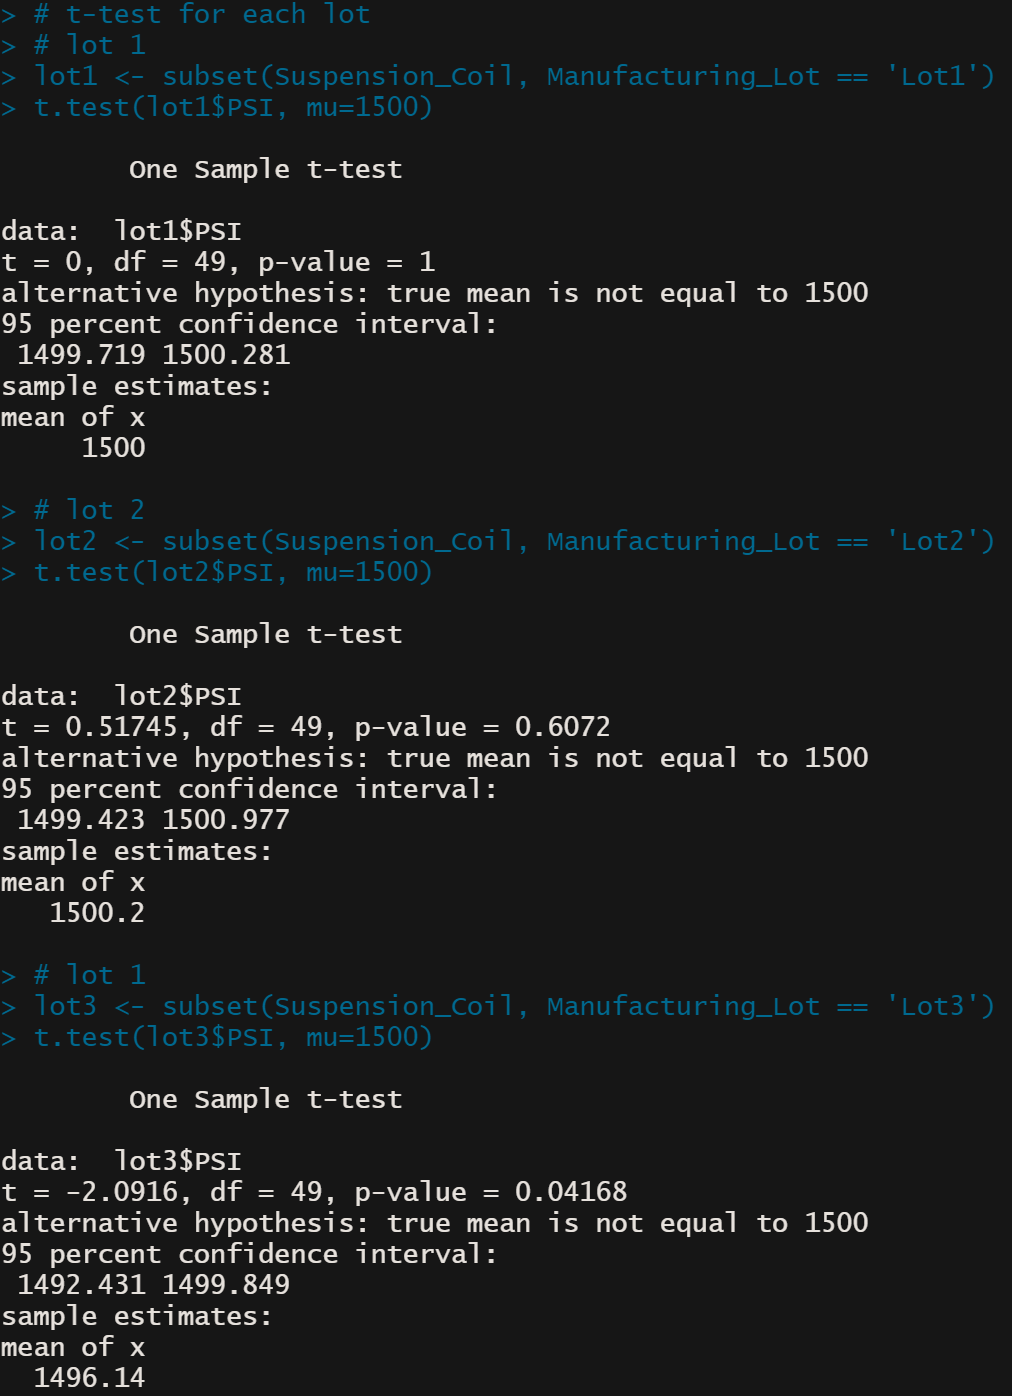 > # t-test for each lot
> # lot 1
> lot1 <- subset(Suspension_Coil, Manufacturing_Lot == 'Lot1')
> t.test(lot1$PSI, mu=1500)
One Sample t-test
data:  lot1$PSI
t = 0, df = 49, p-value = 1
alternative hypothesis: true mean is not equal to 1500
95 percent confidence interval:
1499.719 1500.281
sample estimates:
mean of x
1500
> # lot 2
> lot2 <- subset(Suspension_Coil, Manufacturing_Lot == 'Lot2')
> t.test(lot2$PSI, mu=1500)
One Sample t-test
data:  lot2$PSI
t = 0.51745, df = 49, p-value = 0.6072
alternative hypothesis: true mean is not equal to 1500
95 percent confidence interval:
1499.423 1500.977
sample estimates:
mean of x
1500.2
> # lot 1
> lot3 <- subset(Suspension_Coil, Manufacturing_Lot == 'Lot3')
> t.test(lot3$PSI, mu=1500)
One Sample t-test
data:  lot3$PSI
t = -2.0916, df = 49, p-value = 0.04168
alternative hypothesis: true mean is not equal to 1500
95 percent confidence interval:
1492.431 1499.849
sample estimates:
mean of x
1496.14